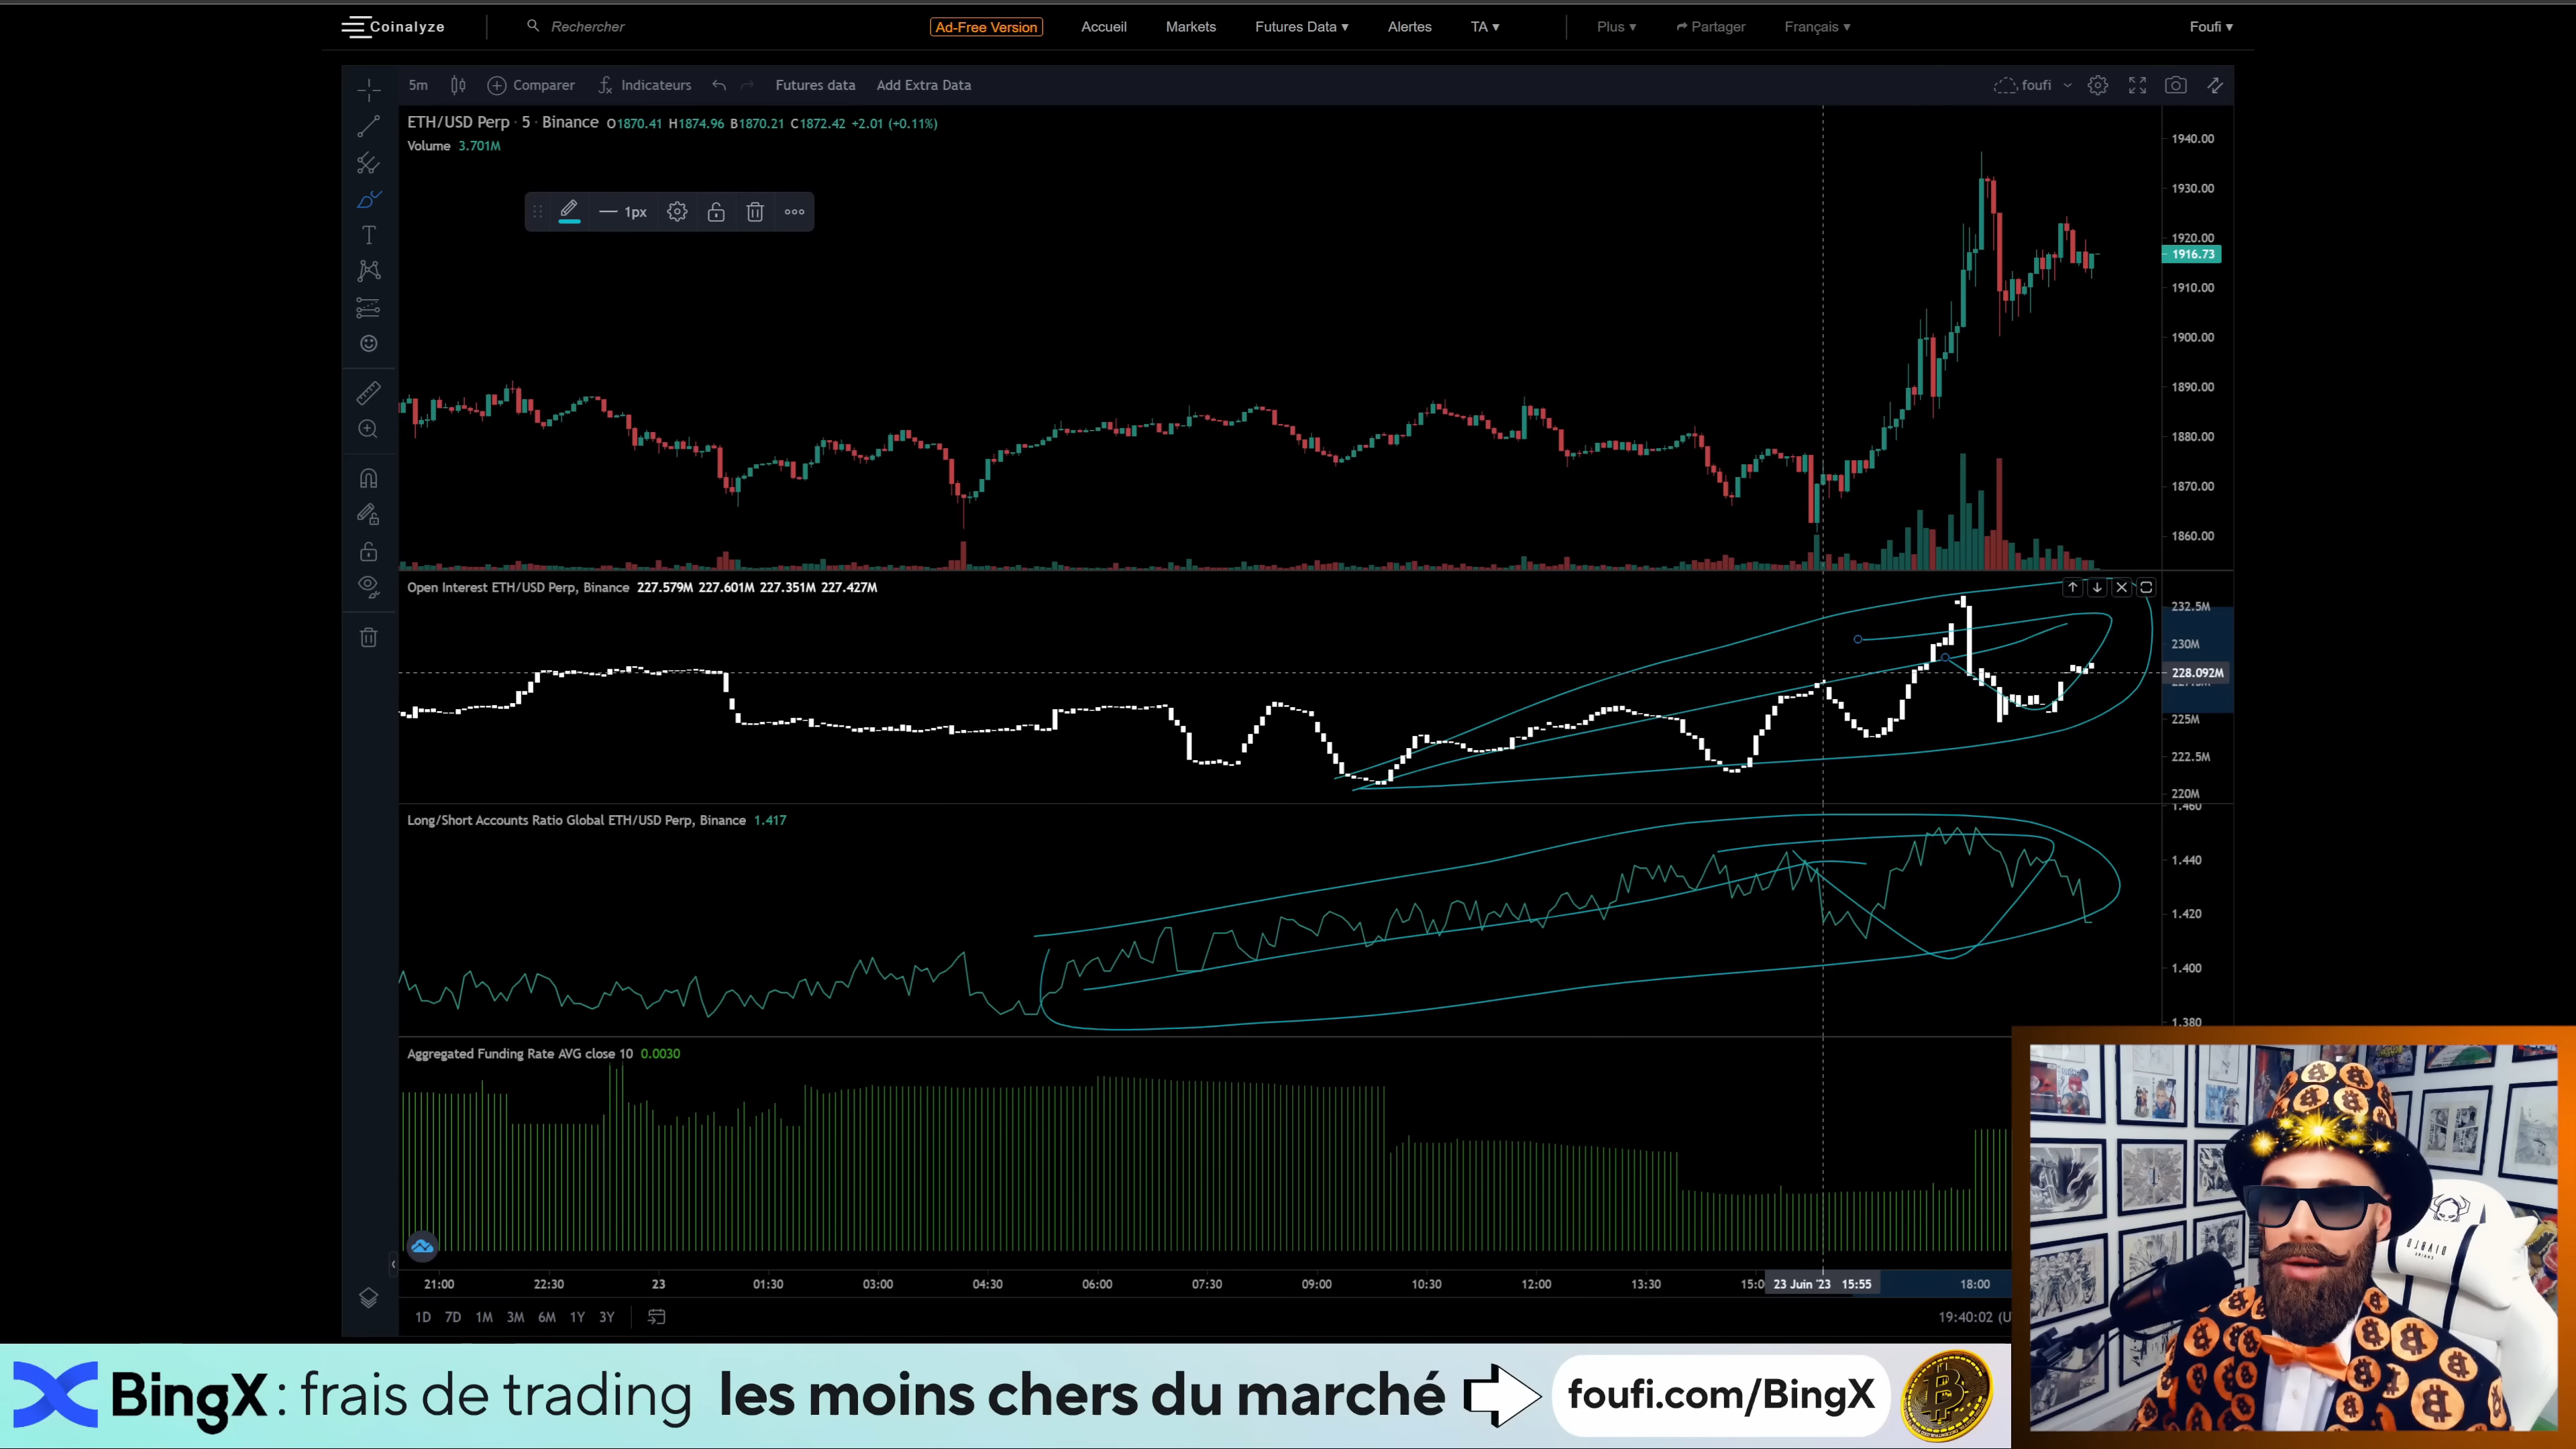 Coinalyze
Rechercher
Ad-Free Version
Accueil
Markets
Futures Data ▾
Alertes
TA ▾
Plus ▾
Partager
Français ▾
Foufi ▾
5m
Comparer
Indicateurs
Futures data
Add Extra Data
foufi
ETH/USD Perp · 5 · Binance O1870.41 H1874.96 B1870.21 C1872.42 +2.01 (+0.11%)
Volume 3.701M
1px
1940.00
1930.00
1920.00
1916.73
1910.00
1900.00
1890.00
1880.00
1870.00
1860.00
Open Interest ETH/USD Perp, Binance 227.579M 227.601M 227.351M 227.427M
232.5M
230M
228.092M
225M
222.5M
220M
Long/Short Accounts Ratio Global ETH/USD Perp, Binance 1.417
1.460
1.440
1.420
1.400
1.380
Aggregated Funding Rate AVG close 10 0.0030
21:00
22:30
23
01:30
03:00
04:30
06:00
07:30
09:00
10:30
12:00
13:30
15:0
23 Juin '23 15:55
18:00
1D 7D 1M 3M 6M 1Y 3Y
19:40:02 (U
DIABLO
BingX : frais de trading les moins chers du marché
foufi.com/BingX